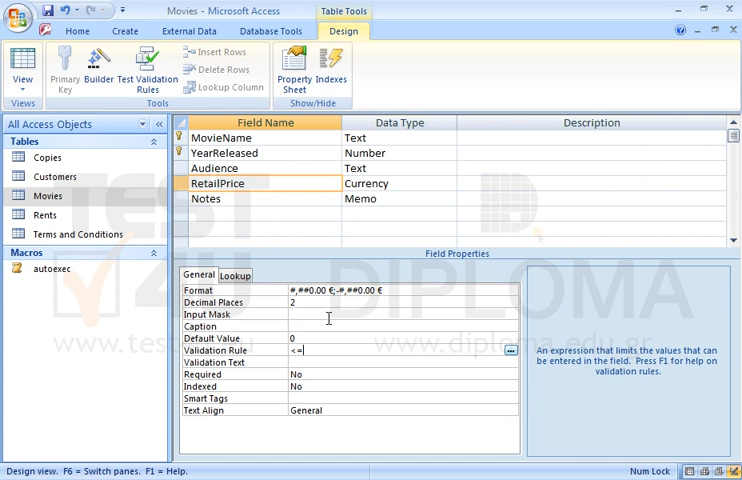 Movies - Microsoft Access
Table Tools
Home
Create
External Data
Database Tools
Design
View
Primary Key
Builder
Test Validation Rules
Insert Rows
Delete Rows
Lookup Column
Property Sheet
Indexes
Views
Tools
Show/Hide
All Access Objects
Tables
Copies
Customers
Movies
Rents
Terms and Conditions
Macros
autoexec
Field Name Data Type Description
MovieName Text
YearReleased Number
Audience Text
RetailPrice Currency
Notes Memo
Field Properties
General Lookup
Format #,##0.00 €;-#,##0.00 €
Decimal Places 2
Input Mask
Caption
Default Value 0
Validation Rule <=
Validation Text
Required No
Indexed No
Smart Tags
Text Align General
An expression that limits the values that can
be entered in the field. Press F1 for help on
validation rules.
TEST
4U
DIPLOMA
www.diploma.edu.gr
Design view. F6 = Switch panes. F1 = Help.
Num Lock